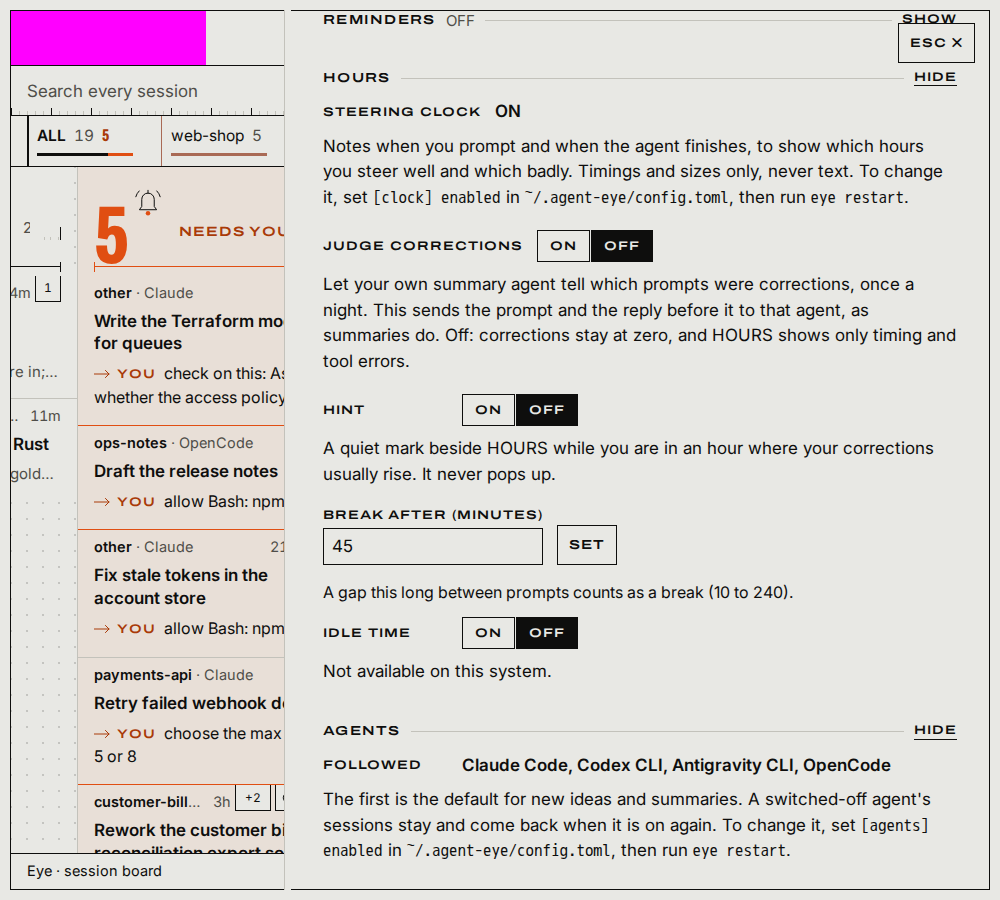 Search every session
ALL 19 5
web-shop 5
5
NEEDS YOU
4m 1
other · Claude
Write the Terraform
for queues
→ YOU check on this:
whether the access policy
re in;...
11m
Rust
gold...
ops-notes · OpenCode
Draft the release notes
→ YOU allow Bash: npm
other · Claude 21
Fix stale tokens in the
account store
→ YOU allow Bash: npm
payments-api · Claude
Retry failed webhook
→ YOU choose the max
5 or 8
customer-bill... 3h +2
Rework the customer
Eye · session board
REMINDERS OFF SHOW
ESC ✕
HOURS HIDE
STEERING CLOCK ON
Notes when you prompt and when the agent finishes, to show which hours
you steer well and which badly. Timings and sizes only, never text. To change
it, set [clock] enabled in ~/.agent-eye/config.toml, then run eye restart.
JUDGE CORRECTIONS ON OFF
Let your own summary agent tell which prompts were corrections, once a
night. This sends the prompt and the reply before it to that agent, as
summaries do. Off: corrections stay at zero, and HOURS shows only timing and
tool errors.
HINT ON OFF
A quiet mark beside HOURS while you are in an hour where your corrections
usually rise. It never pops up.
BREAK AFTER (MINUTES)
45 SET
A gap this long between prompts counts as a break (10 to 240).
IDLE TIME ON OFF
Not available on this system.
AGENTS HIDE
FOLLOWED Claude Code, Codex CLI, Antigravity CLI, OpenCode
The first is the default for new ideas and summaries. A switched-off agent's
sessions stay and come back when it is on again. To change it, set [agents]
enabled in ~/.agent-eye/config.toml, then run eye restart.